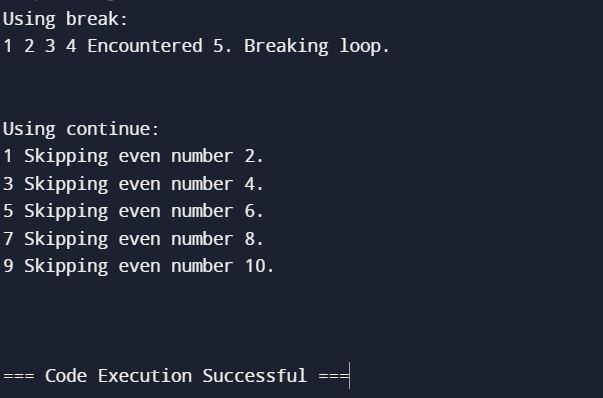 Using break:
1 2 3 4 Encountered 5. Breaking loop.
Using continue:
1 Skipping even number 2.
3 Skipping even number 4.
5 Skipping even number 6.
7 Skipping even number 8.
9 Skipping even number 10.
=== Code Execution Successful ===